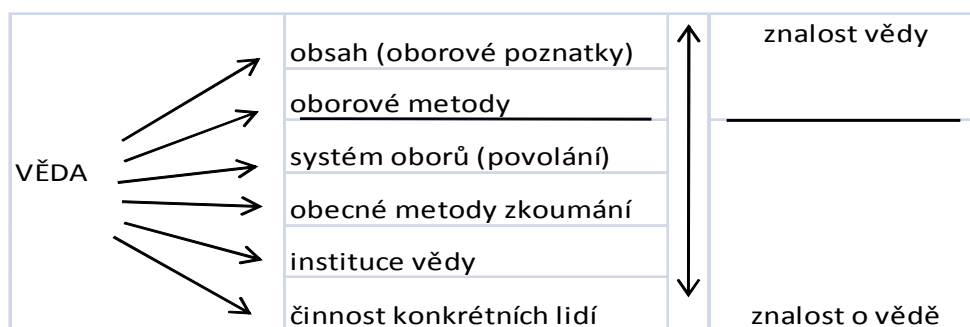 obsah (oborové poznatky)
znalost vědy
oborové metody
systém oborů (povolání)
VĚDA
obecné metody zkoumání
instituce vědy
činnost konkrétních lidí
znalost o vědě